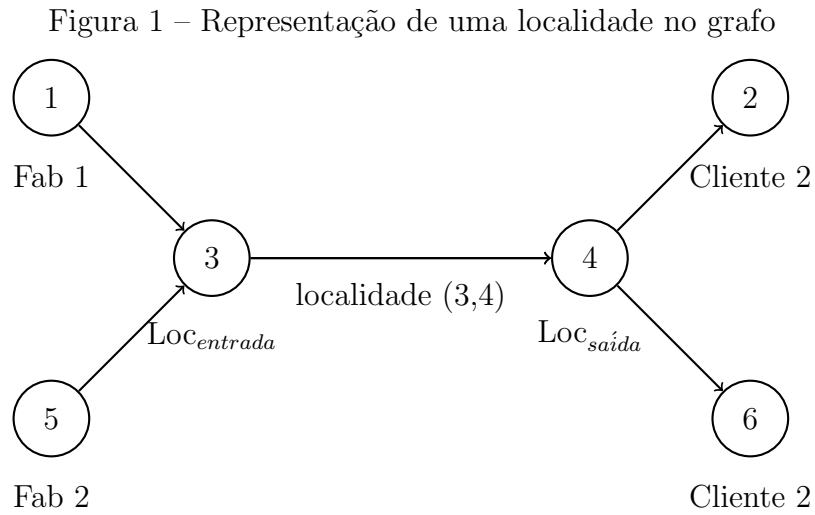 Figura 1 – Representação de uma localidade no grafo
1
2
Fab 1
Cliente 2
3
4
localidade (3,4)
Loc_entrada
Loc_saída
5
6
Fab 2
Cliente 2